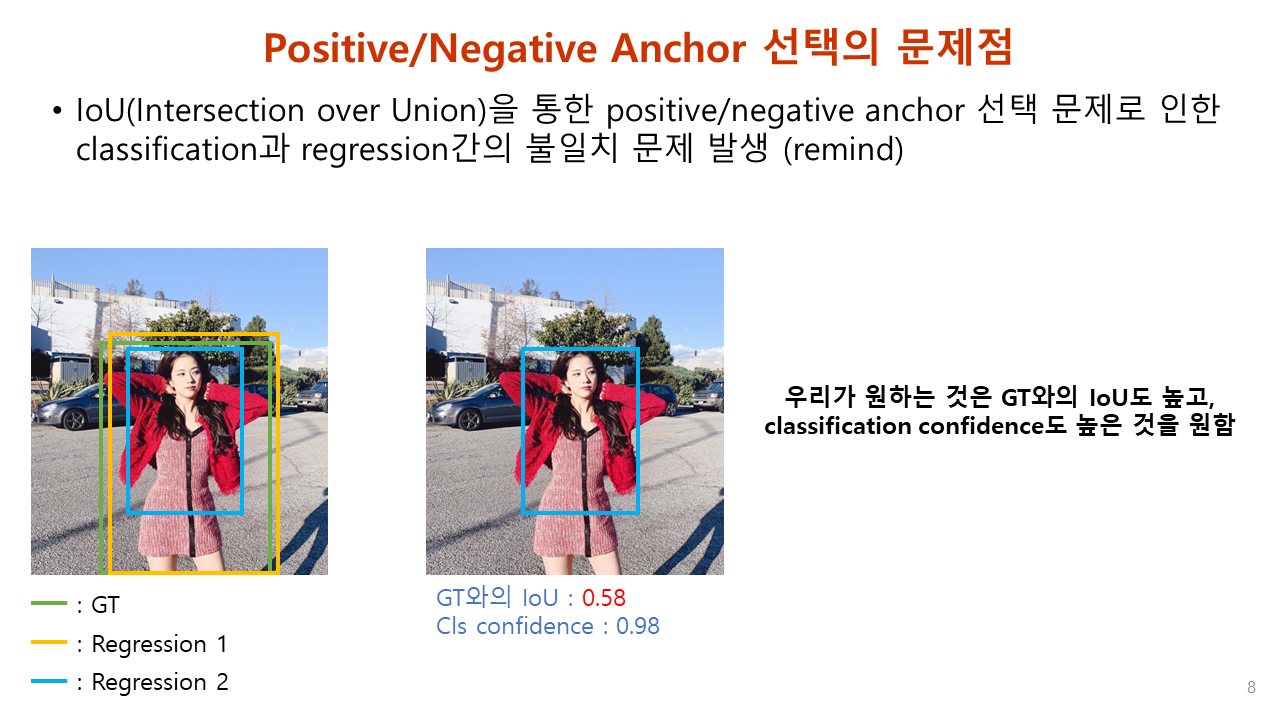 Positive/Negative Anchor 선택의 문제점
• IoU(Intersection over Union)을 통한 positive/negative anchor 선택 문제로 인한
classification과 regression간의 불일치 문제 발생 (remind)
우리가 원하는 것은 GT와의 IoU도 높고,
classification confidence도 높은 것을 원함
GT와의 IoU : 0.58
Cls confidence : 0.98
: GT
: Regression 1
: Regression 2
8